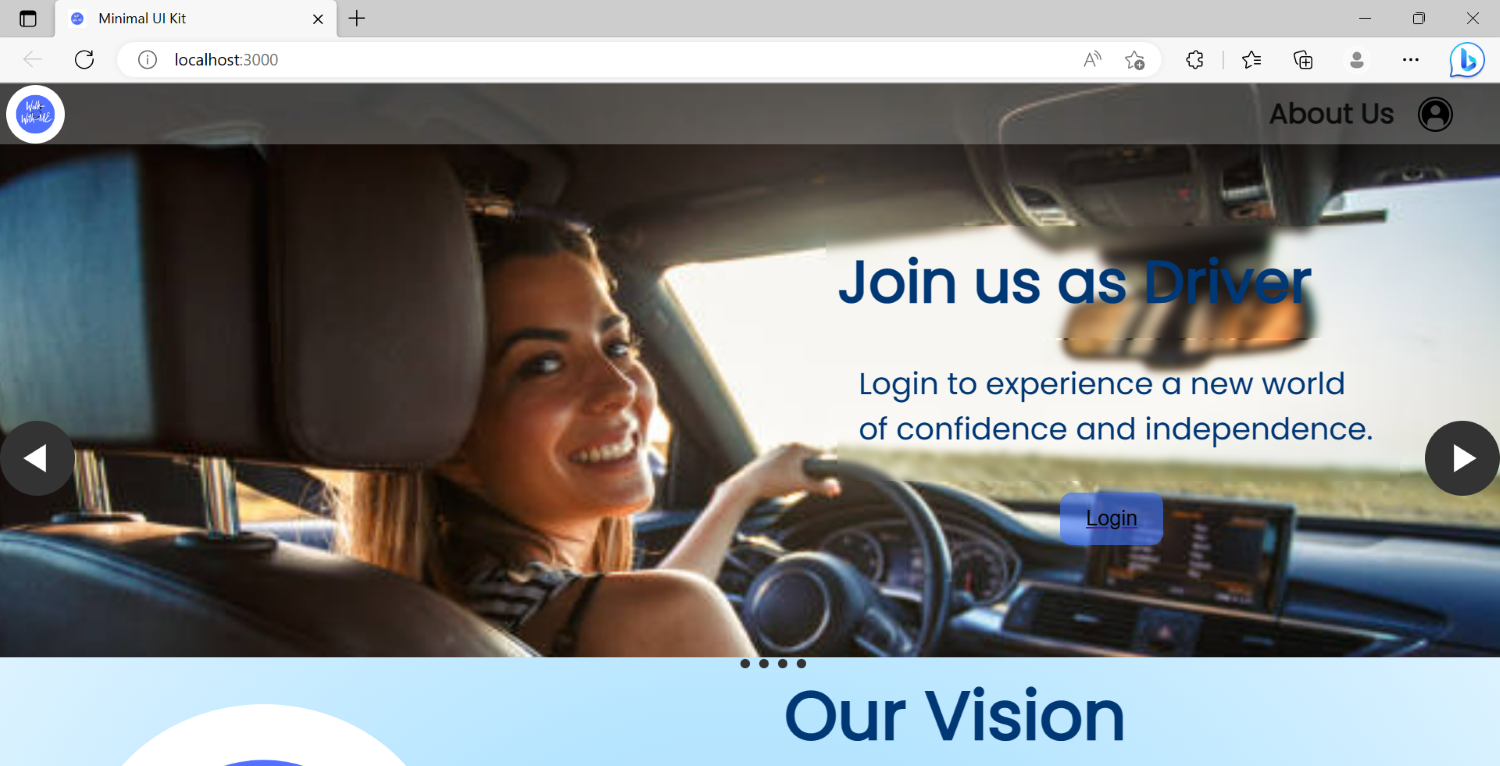 Minimal UI Kit
localhost:3000
Walk-
With-ME
About Us
Join us as Driver
Login to experience a new world
of confidence and independence.
Login
Our Vision